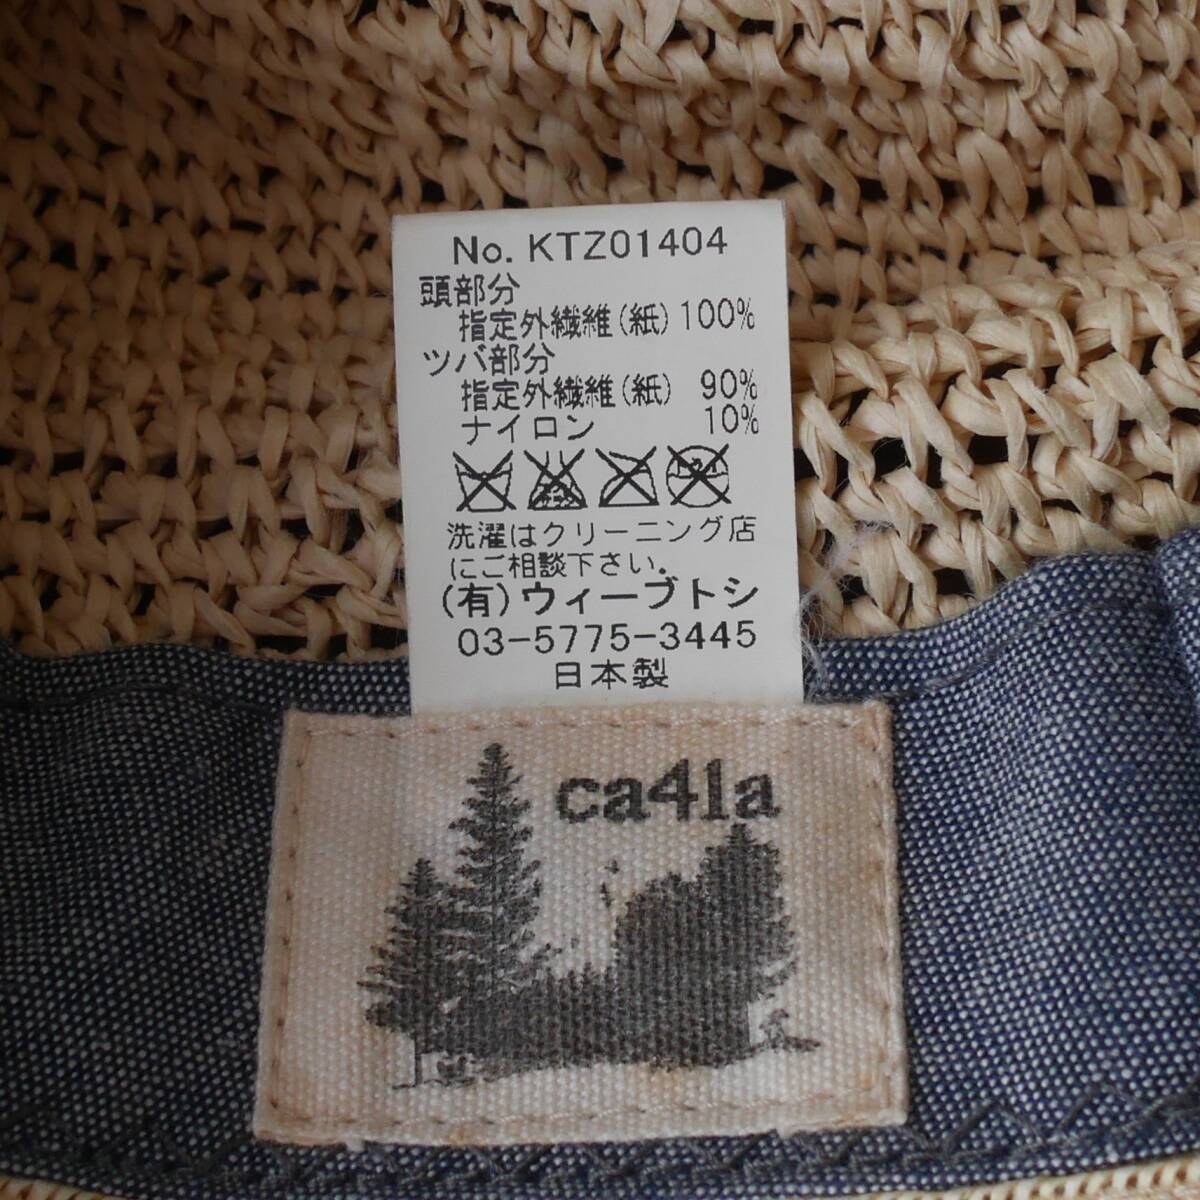 No. KTZ01404
頭部分
指定外繊維(紙) 100%
ツバ部分
指定外繊維(紙) 90%
ナイロン 10%
洗濯はクリーニング店
にご相談下さい.
(有)ウィーブトシ
03-5775-3445
日本製
ca4la